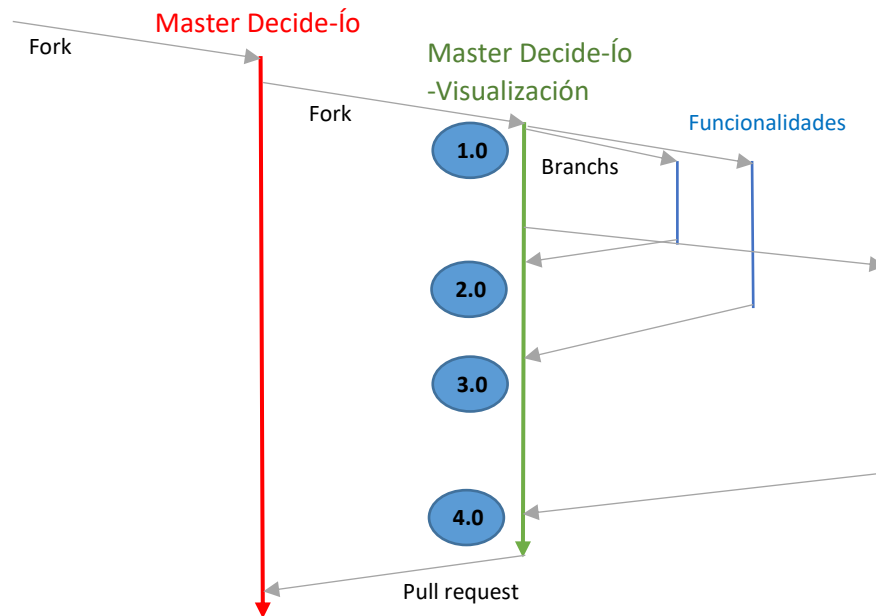 Master Decide-Ío
Fork
Master Decide-Ío
-Visualización
Fork
Funcionalidades
1.0
Branchs
2.0
3.0
4.0
Pull request